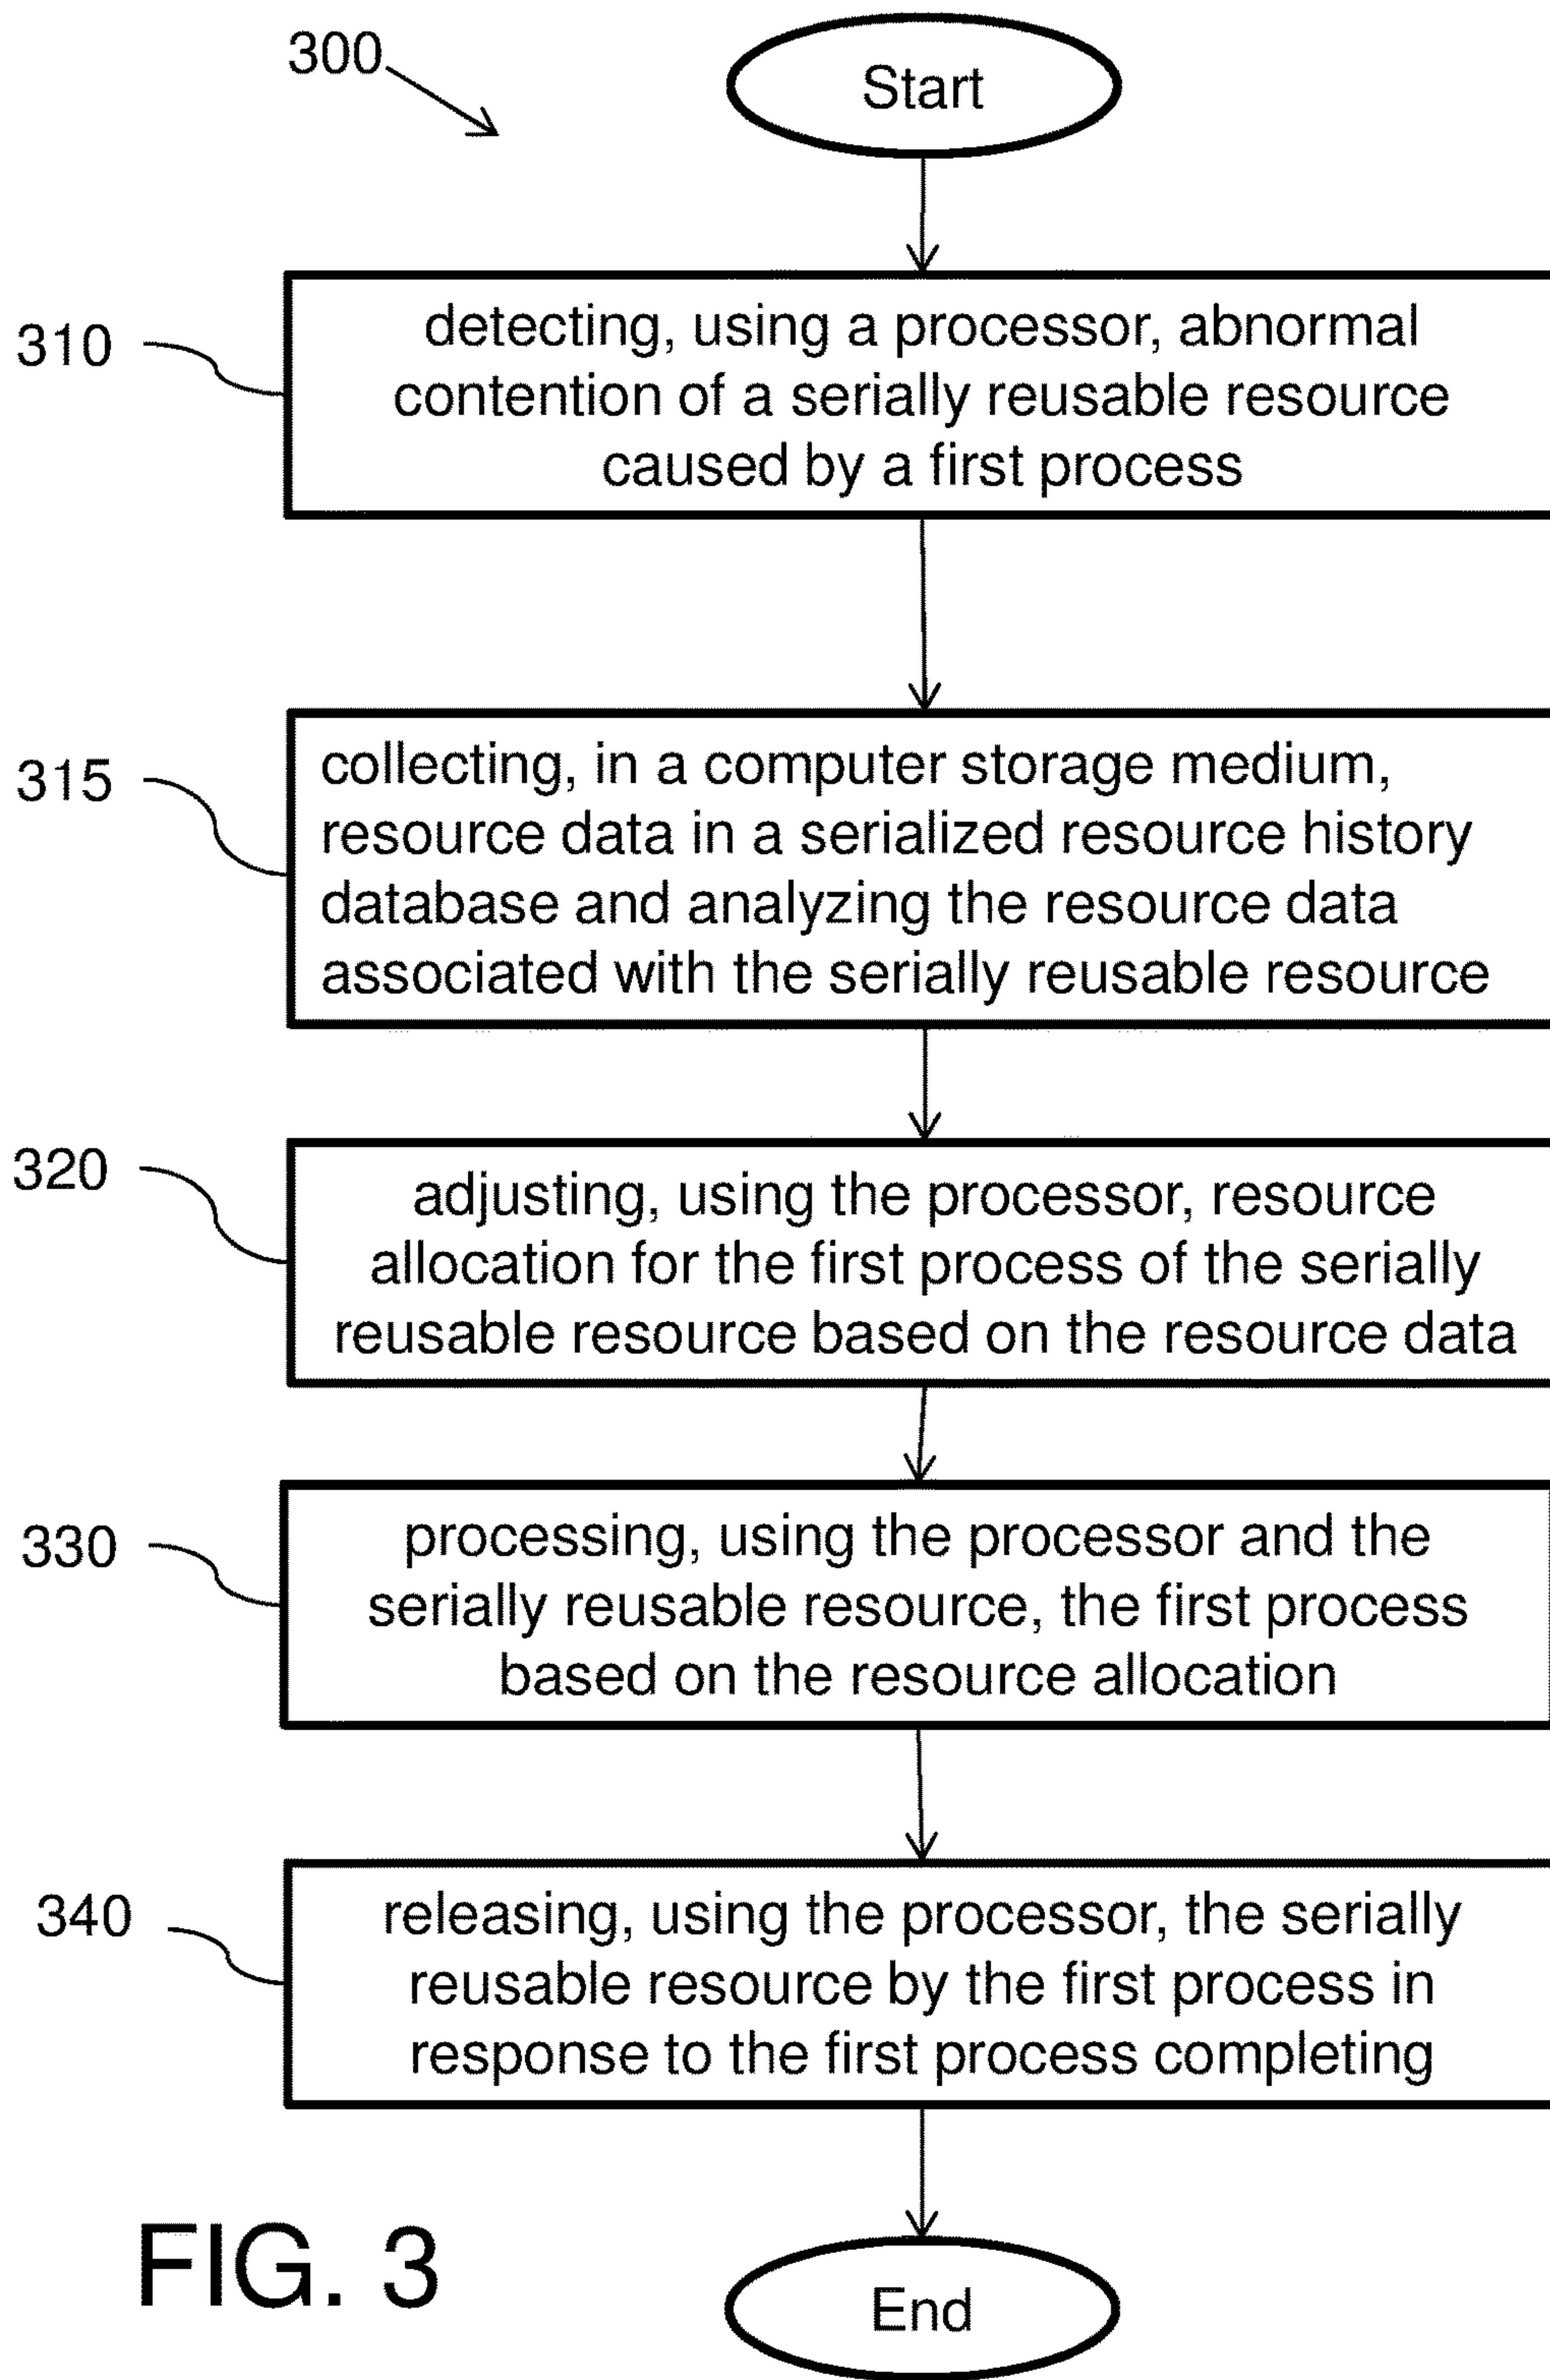 300
Start
310
detecting, using a processor, abnormal
contention of a serially reusable resource
caused by a first process
315
collecting, in a computer storage medium,
resource data in a serialized resource history
database and analyzing the resource data
associated with the serially reusable resource
320
adjusting, using the processor, resource
allocation for the first process of the serially
reusable resource based on the resource data
330
processing, using the processor and the
serially reusable resource, the first process
based on the resource allocation
340
releasing, using the processor, the serially
reusable resource by the first process in
response to the first process completing
FIG. 3
End